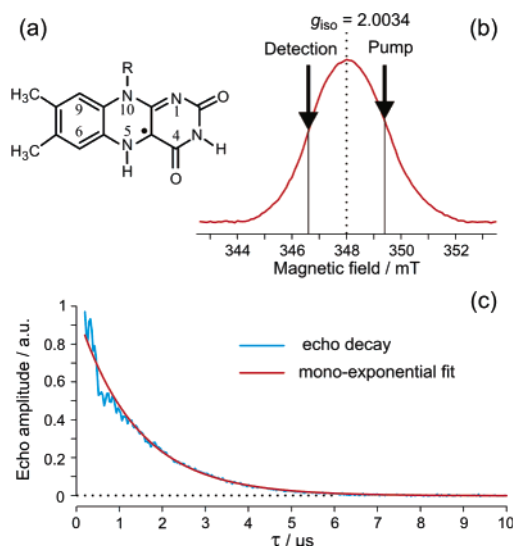 (a)
R
N
10
N
1
O
H₃C
9
H₃C
6
5
N
H
4
N
H
O
(b)
giso = 2.0034
Detection
Pump
344 346 348 350 352
Magnetic field / mT
(c)
echo decay
mono-exponential fit
Echo amplitude / a.u.
1
0.8
0.6
0.4
0.2
0
0 1 2 3 4 5 6 7 8 9 10
τ / μs